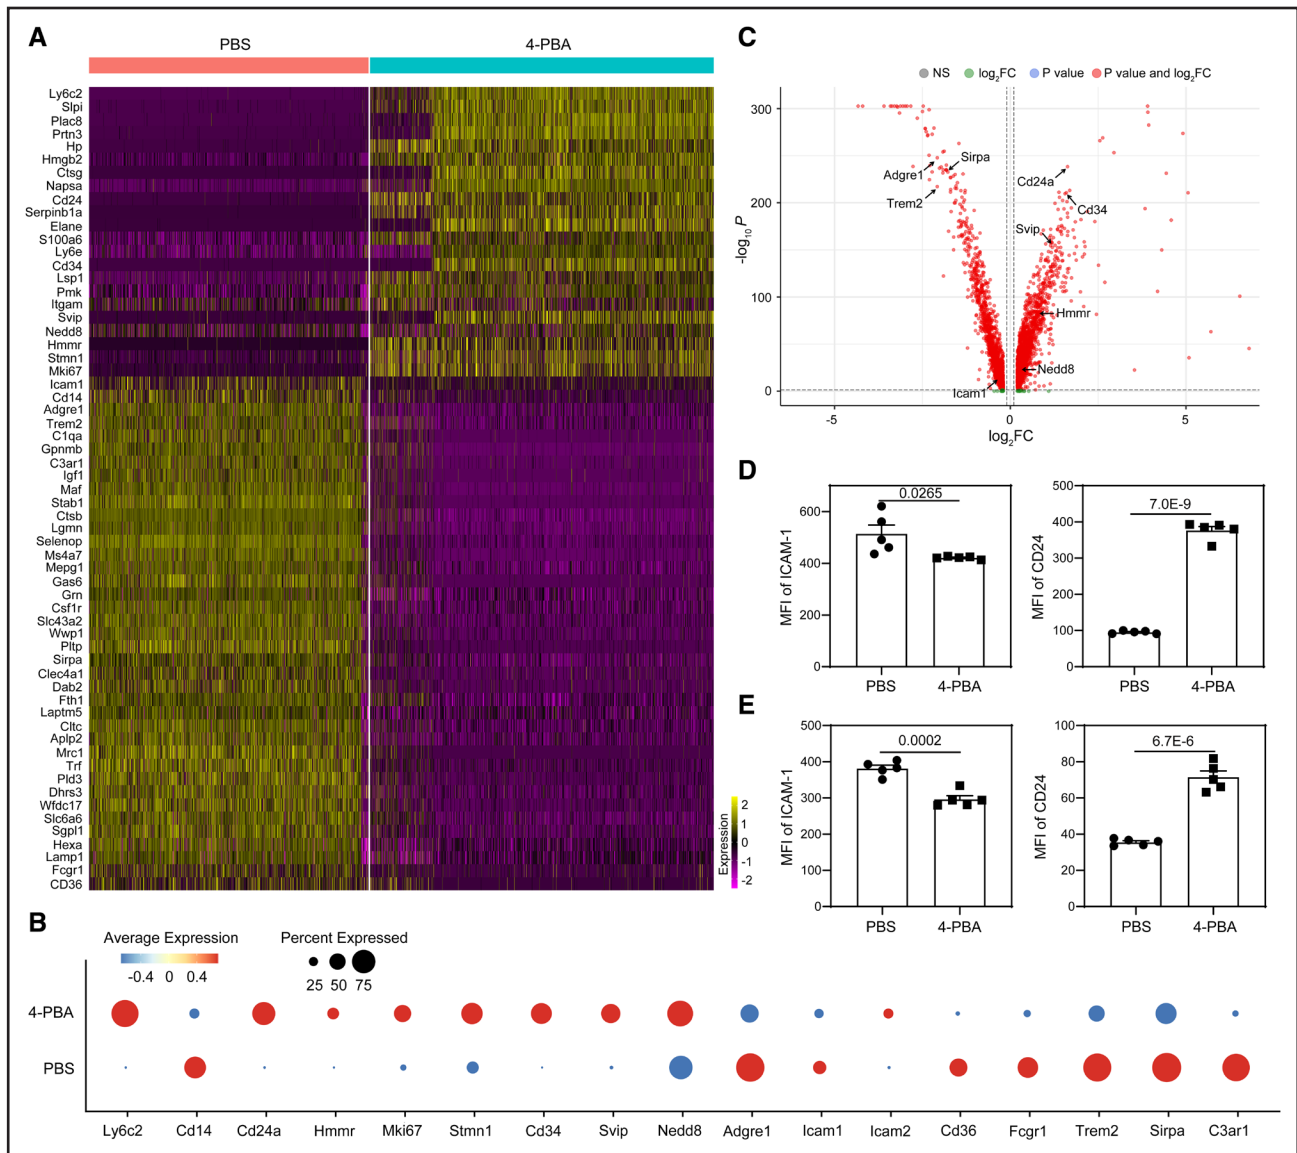 A
PBS
4-PBA
Ly6c2
Slpi
Plac8
Prtn3
Hp
Hmgb2
Ctsg
Napsa
Cd24
Serpinb1a
Elane
S100a6
Ly6e
Cd34
Lsp1
Pmk
Itgam
Svip
Nedd8
Hmmr
Stmn1
Mki67
Icam1
Cd14
Adgre1
Trem2
C1qa
Gpnmb
C3ar1
Igf1
Maf
Stab1
Ctsb
Lgmn
Selenop
Ms4a7
Mepg1
Gas6
Grn
Csf1r
Slc43a2
Wwp1
Pltp
Sirpa
Clec4a1
Dab2
Fth1
Laptm5
Cltc
Aplp2
Mrc1
Trf
Pld3
Dhrs3
Wfdc17
Slc6a6
Sgpl1
Hexa
Lamp1
Fcgr1
CD36
Expression
2
1
0
-1
-2
C
NS log2FC P value P value and log2FC
-log10 P
300
200
100
0
Sirpa
Adgre1
Trem2
Cd24a
Cd34
Svip
Hmmr
Nedd8
Icam1
-5 0 5
log2FC
D
MFI of ICAM-1
600
400
200
0
0.0265
PBS 4-PBA
MFI of CD24
500
400
300
200
100
0
7.0E-9
PBS 4-PBA
E
MFI of ICAM-1
500
400
300
200
100
0
0.0002
PBS 4-PBA
MFI of CD24
100
80
60
40
20
0
6.7E-6
PBS 4-PBA
B
Average Expression
-0.4 0 0.4
Percent Expressed
25 50 75
4-PBA
PBS
Ly6c2 Cd14 Cd24a Hmmr Mki67 Stmn1 Cd34 Svip Nedd8 Adgre1 Icam1 Icam2 Cd36 Fcgr1 Trem2 Sirpa C3ar1